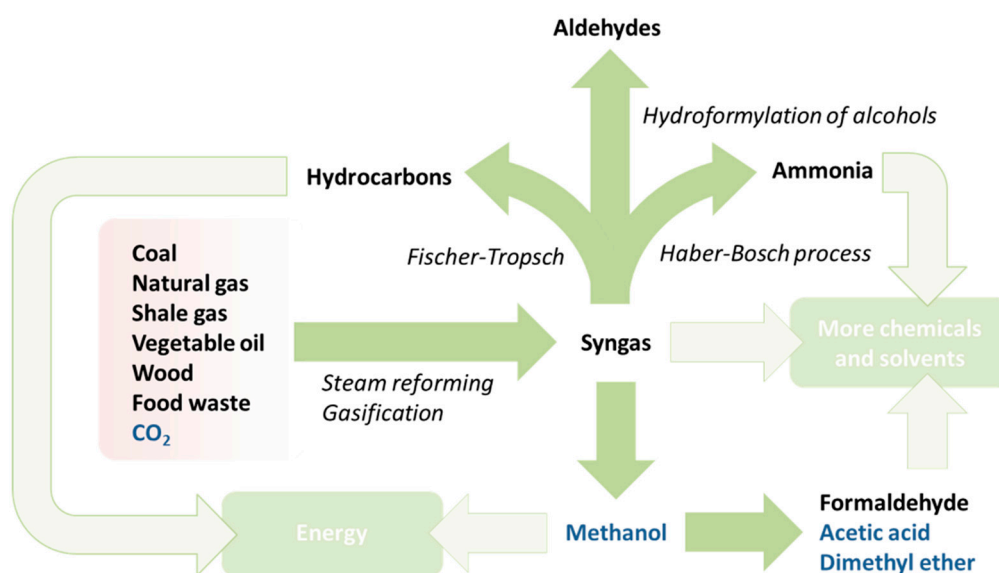 Aldehydes
Hydroformylation of alcohols
Hydrocarbons
Ammonia
Fischer-Tropsch
Haber-Bosch process
Coal
Natural gas
Shale gas
Vegetable oil
Wood
Food waste
CO₂
Steam reforming
Gasification
Syngas
More chemicals
and solvents
Energy
Methanol
Formaldehyde
Acetic acid
Dimethyl ether